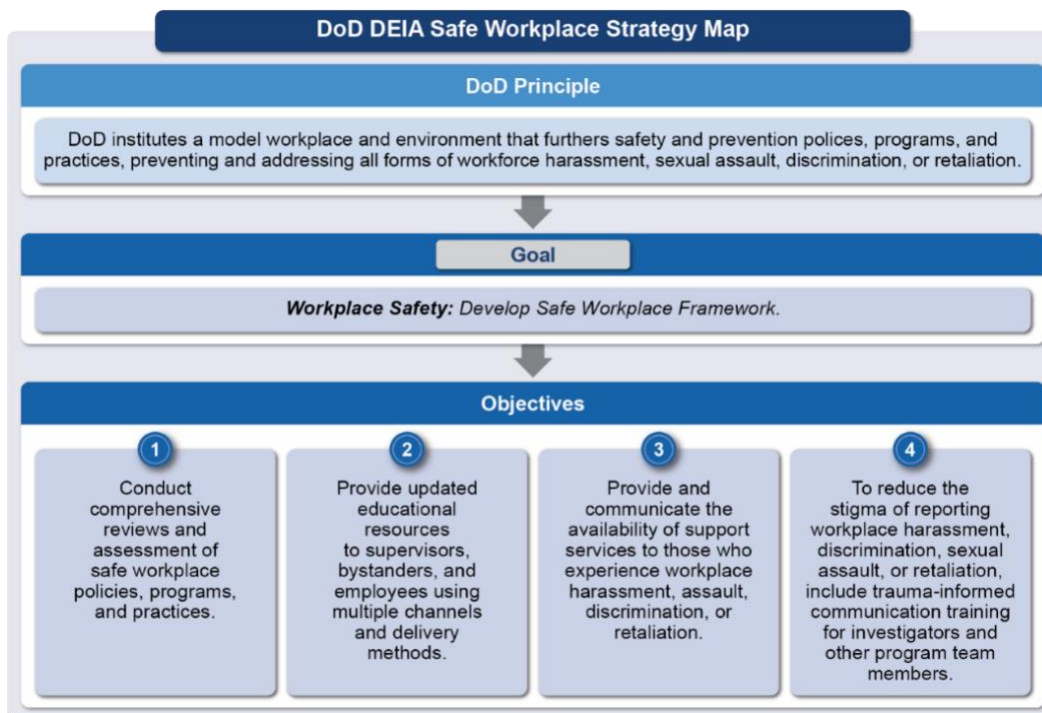 DoD DEIA Safe Workplace Strategy Map
DoD Principle
DoD institutes a model workplace and environment that furthers safety and prevention polices, programs, and
practices, preventing and addressing all forms of workforce harassment, sexual assault, discrimination, or retaliation.
Goal
Workplace Safety: Develop Safe Workplace Framework.
Objectives
1
Conduct
comprehensive
reviews and
assessment of
safe workplace
policies, programs,
and practices.
2
Provide updated
educational
resources
to supervisors,
bystanders, and
employees using
multiple channels
and delivery
methods.
3
Provide and
communicate the
availability of support
services to those who
experience workplace
harassment, assault,
discrimination, or
retaliation.
4
To reduce the
stigma of reporting
workplace harassment,
discrimination, sexual
assault, or retaliation,
include trauma-informed
communication training
for investigators and
other program team
members.